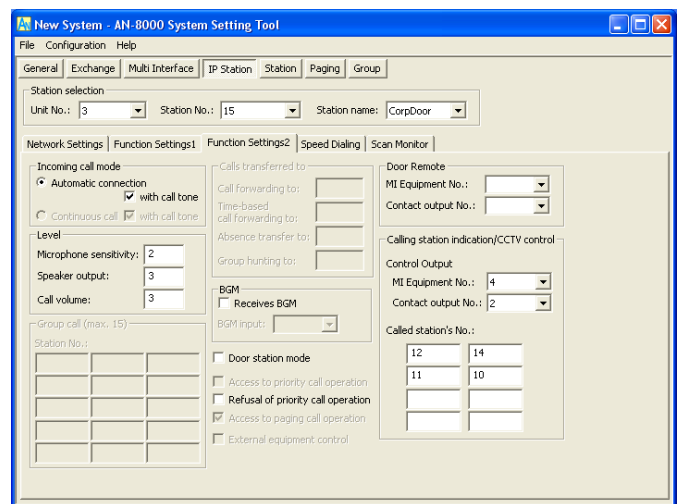 New System - AN-8000 System Setting Tool
File Configuration Help
General Exchange Multi Interface IP Station Station Paging Group
Station selection
Unit No.: 3 Station No.: 15 Station name: CorpDoor
Network Settings Function Settings1 Function Settings2 Speed Dialing Scan Monitor
Incoming call mode
Automatic connection
with call tone
Continuous call with call tone
Level
Microphone sensitivity: 2
Speaker output: 3
Call volume: 3
Group call (max. 15)
Station No.:
Calls transferred to
Call forwarding to:
Time-based
call forwarding to:
Absence transfer to:
Group hunting to:
BGM
Receives BGM
BGM input:
Door station mode
Access to priority call operation
Refusal of priority call operation
Access to paging call operation
External equipment control
Door Remote
MI Equipment No.:
Contact output No.:
Calling station indication/CCTV control
Control Output
MI Equipment No.: 4
Contact output No.: 2
Called station's No.:
12 14
11 10